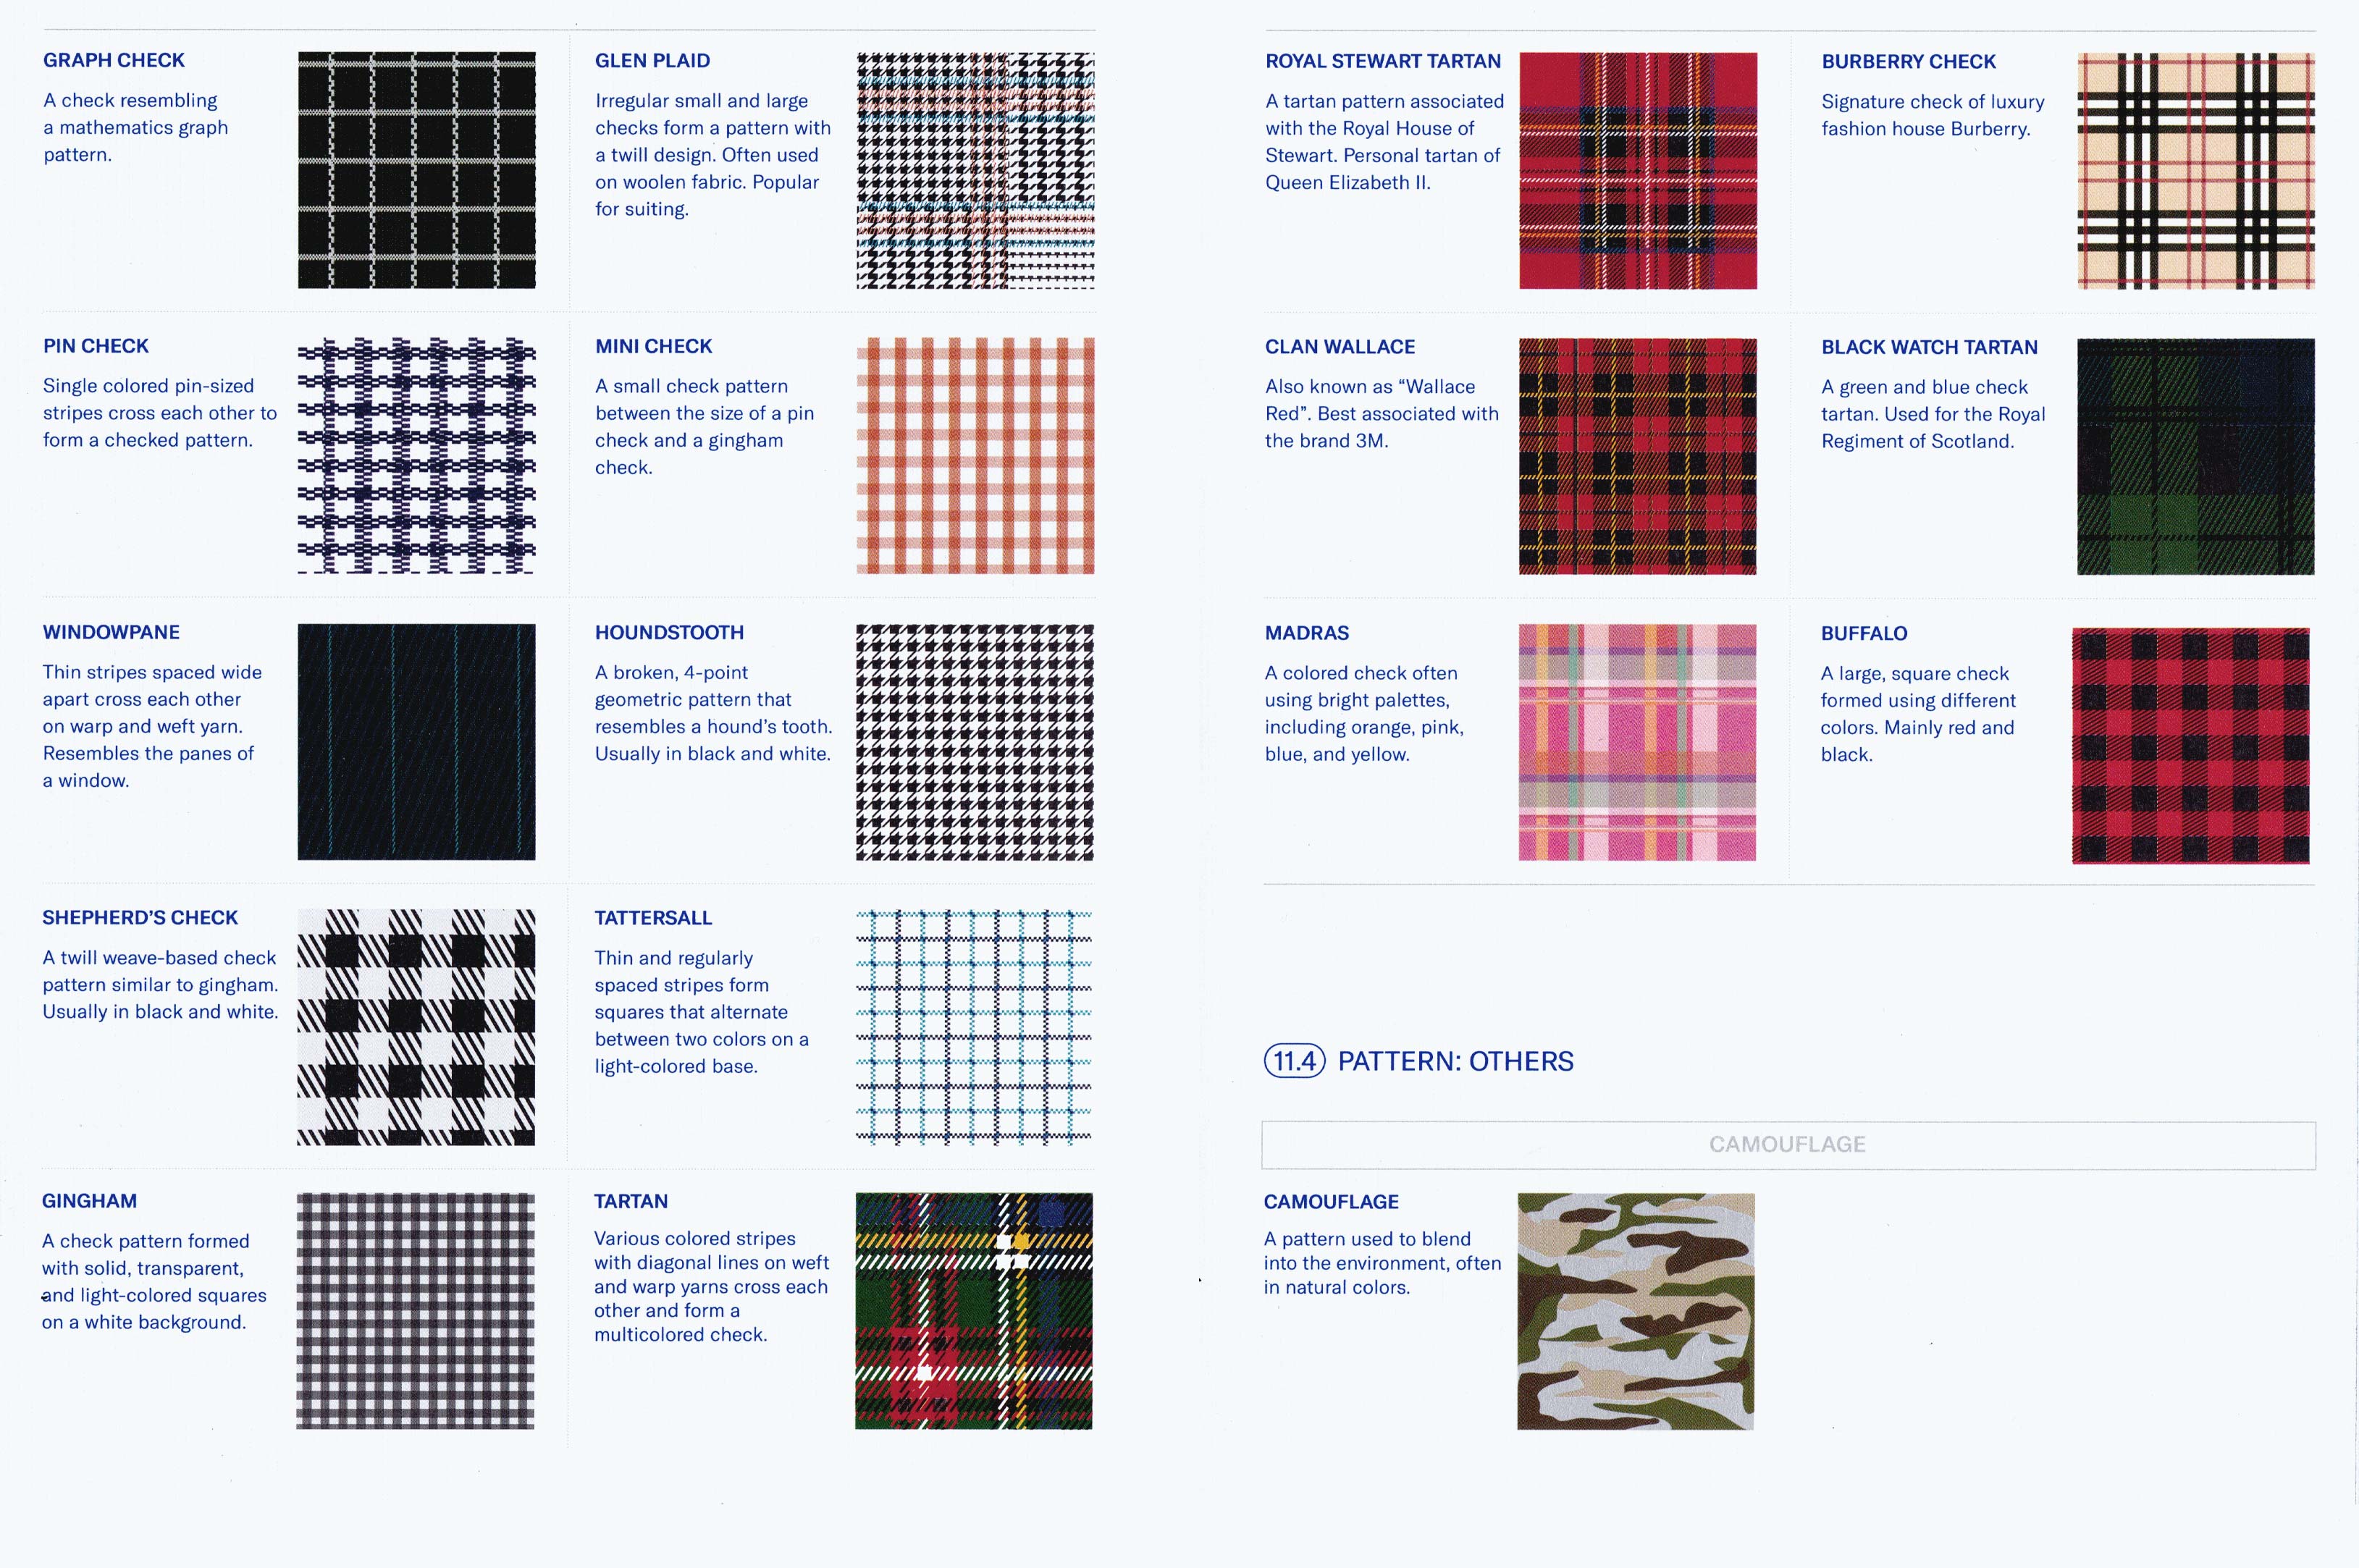 GRAPH CHECK
A check resembling
a mathematics graph
pattern.
GLEN PLAID
Irregular small and large
checks form a pattern with
a twill design. Often used
on woolen fabric. Popular
for suiting.
PIN CHECK
Single colored pin-sized
stripes cross each other to
form a checked pattern.
MINI CHECK
A small check pattern
between the size of a pin
check and a gingham
check.
WINDOWPANE
Thin stripes spaced wide
apart cross each other
on warp and weft yarn.
Resembles the panes of
a window.
HOUNDSTOOTH
A broken, 4-point
geometric pattern that
resembles a hound's tooth.
Usually in black and white.
SHEPHERD'S CHECK
A twill weave-based check
pattern similar to gingham.
Usually in black and white.
TATTERSALL
Thin and regularly
spaced stripes form
squares that alternate
between two colors on a
light-colored base.
GINGHAM
A check pattern formed
with solid, transparent,
and light-colored squares
on a white background.
TARTAN
Various colored stripes
with diagonal lines on weft
and warp yarns cross each
other and form a
multicolored check.
ROYAL STEWART TARTAN
A tartan pattern associated
with the Royal House of
Stewart. Personal tartan of
Queen Elizabeth II.
BURBERRY CHECK
Signature check of luxury
fashion house Burberry.
CLAN WALLACE
Also known as “Wallace
Red”. Best associated with
the brand 3M.
BLACK WATCH TARTAN
A green and blue check
tartan. Used for the Royal
Regiment of Scotland.
MADRAS
A colored check often
using bright palettes,
including orange, pink,
blue, and yellow.
BUFFALO
A large, square check
formed using different
colors. Mainly red and
black.
11.4 PATTERN: OTHERS
CAMOUFLAGE
CAMOUFLAGE
A pattern used to blend
into the environment, often
in natural colors.